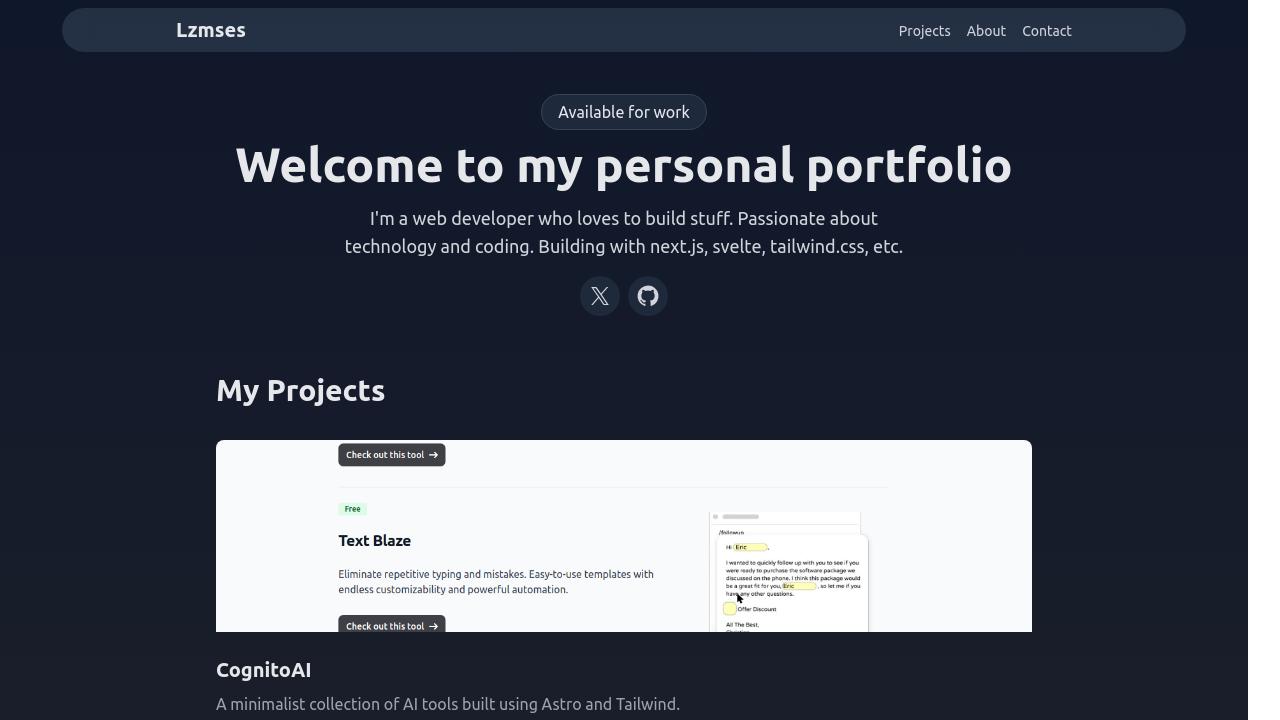 Lzmses
Projects About Contact
Available for work
Welcome to my personal portfolio
I'm a web developer who loves to build stuff. Passionate about
technology and coding. Building with next.js, svelte, tailwind.css, etc.
My Projects
Check out this tool →
Free
Text Blaze
Eliminate repetitive typing and mistakes. Easy-to-use templates with
endless customizability and powerful automation.
Check out this tool →
/followup
Hi Eric,
I wanted to quickly follow up with you to see if you
were ready to purchase the software package we
discussed on the phone. I think this package would
be a great fit for you, Eric, so let me if you
have any other questions.
Offer Discount
All The Best,
CognitoAI
A minimalist collection of AI tools built using Astro and Tailwind.